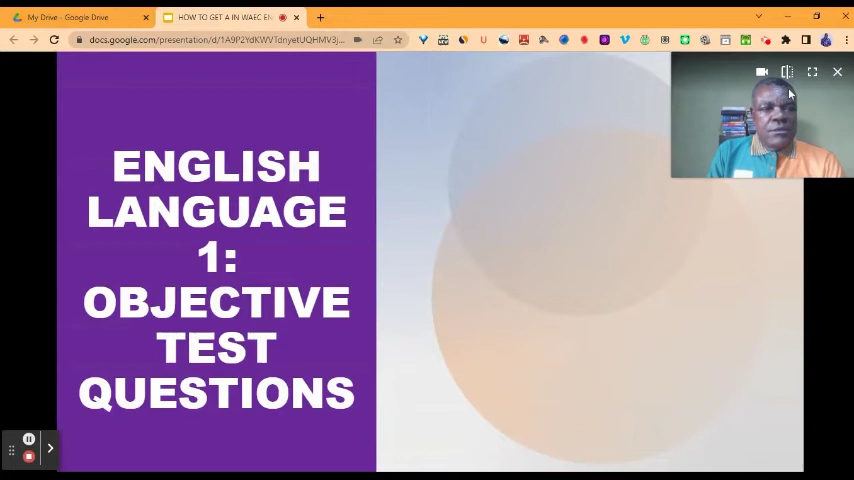 My Drive - Google Drive
HOW TO GET A IN WAEC EN
docs.google.com/presentation/d/1A9P2YdKWVTdnyetUQHMV3j...
ENGLISH
LANGUAGE
1:
OBJECTIVE
TEST
QUESTIONS